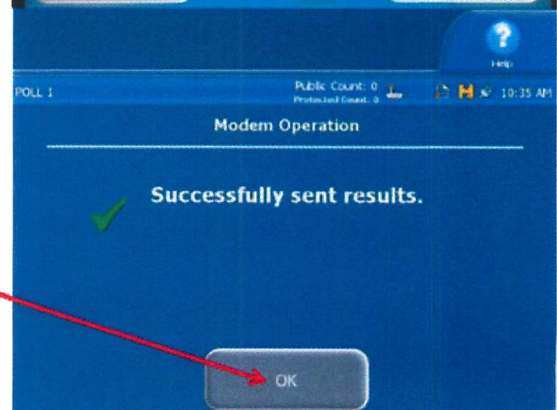 ?
Help
POLL 1
Public Count: 0
Protected Count: 0
10:35 AM
Modem Operation
Successfully sent results.
OK